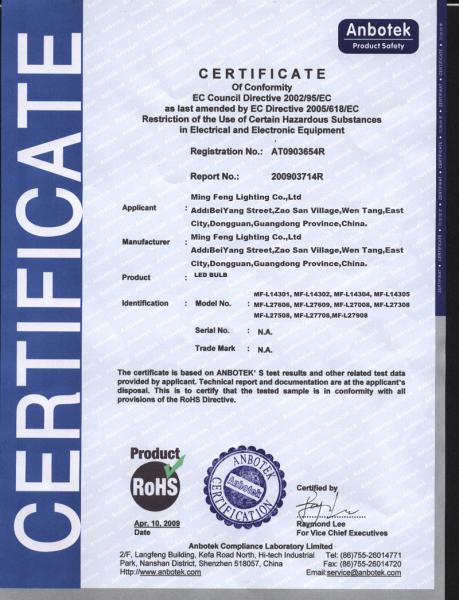 Anbotek
Product Safety
CERTIFICATE
CERTIFICATE
Of Conformity
EC Council Directive 2002/95/EC
as last amended by EC Directive 2005/618/EC
Restriction of the Use of Certain Hazardous Substances
in Electrical and Electronic Equipment
Registration No.: AT0903654R
Report No.: 200903714R
Applicant : Ming Feng Lighting Co.,Ltd
Add:BeiYang Street,Zao San Village,Wen Tang,East
City,Dongguan,Guangdong Province,China.
Manufacturer : Ming Feng Lighting Co.,Ltd
Add:BeiYang Street,Zao San Village,Wen Tang,East
City,Dongguan,Guangdong Province,China.
Product : LED BULB
MF-L14301, MF-L14302, MF-L14304, MF-L14305
Identification : Model No. : MF-L27606, MF-L27609, MF-L27008, MF-L27308
MF-L27508, MF-L27708,MF-L27908
Serial No. : N.A.
Trade Mark : N.A.
The certificate is based on ANBOTEK' S test results and other related test data
provided by applicant. Technical report and documentation are at the applicant's
disposal. This is to certify that the tested sample is in conformity with all
provisions of the RoHS Directive.
Product
RoHS
ANBOTEK
Anbotek
CERTIFICATION
Certified by
Apr. 10, 2009
Date
Raymond Lee
For Vice Chief Executives
Anbotek Compliance Laboratory Limited
2/F, Langfeng Building, Kefa Road North, Hi-tech Industrial Tel: (86)755-26014771
Park, Nanshan District, Shenzhen 518057, China Fax: (86)755-26014720
Http://www.anbotek.com Email:service@anbotek.com